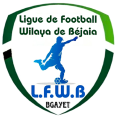 Ligue de Football
Wilaya de Béjaia
L.F.W.B
BGAYET